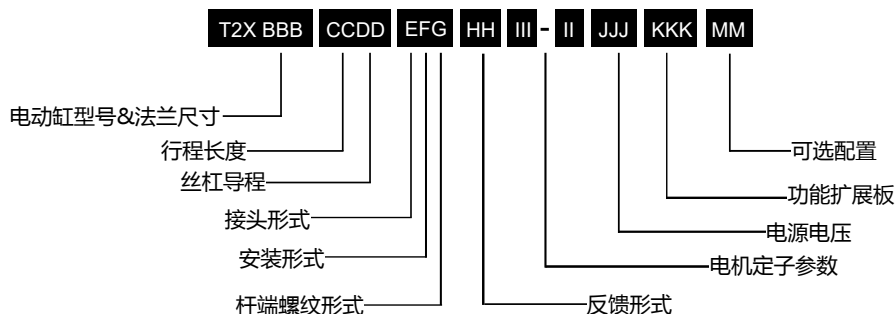 T2X BBB CCDD EFG HH III - II JJJ KKK MM
电动缸型号&法兰尺寸
行程长度
可选配置
丝杠导程
功能扩展板
接头形式
电源电压
安装形式
电机定子参数
杆端螺纹形式
反馈形式